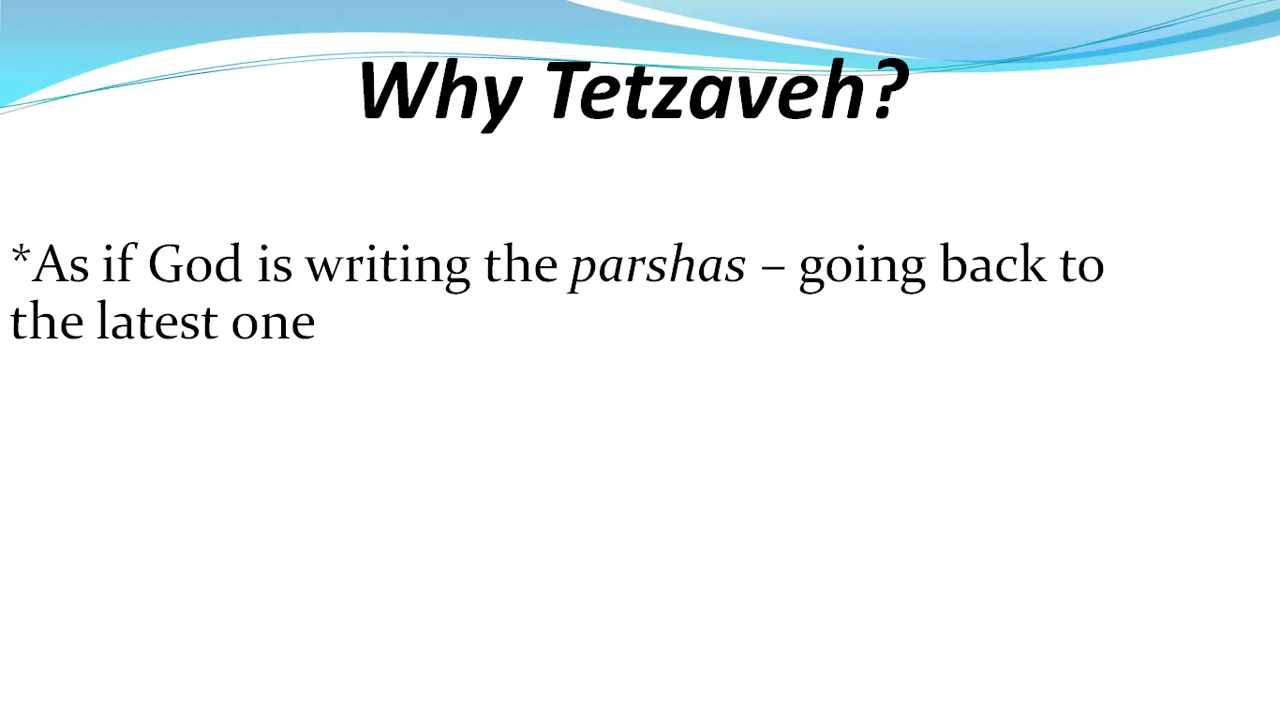 Why Tetzaveh?
*As if God is writing the parshas – going back to
the latest one